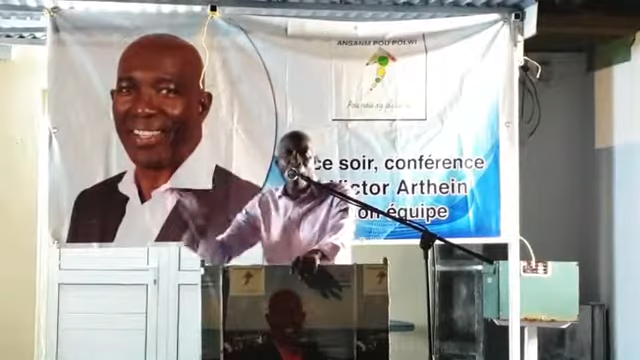 ANSANM POU POLWI
ce soir, conférence
Victor Arthein
équipe